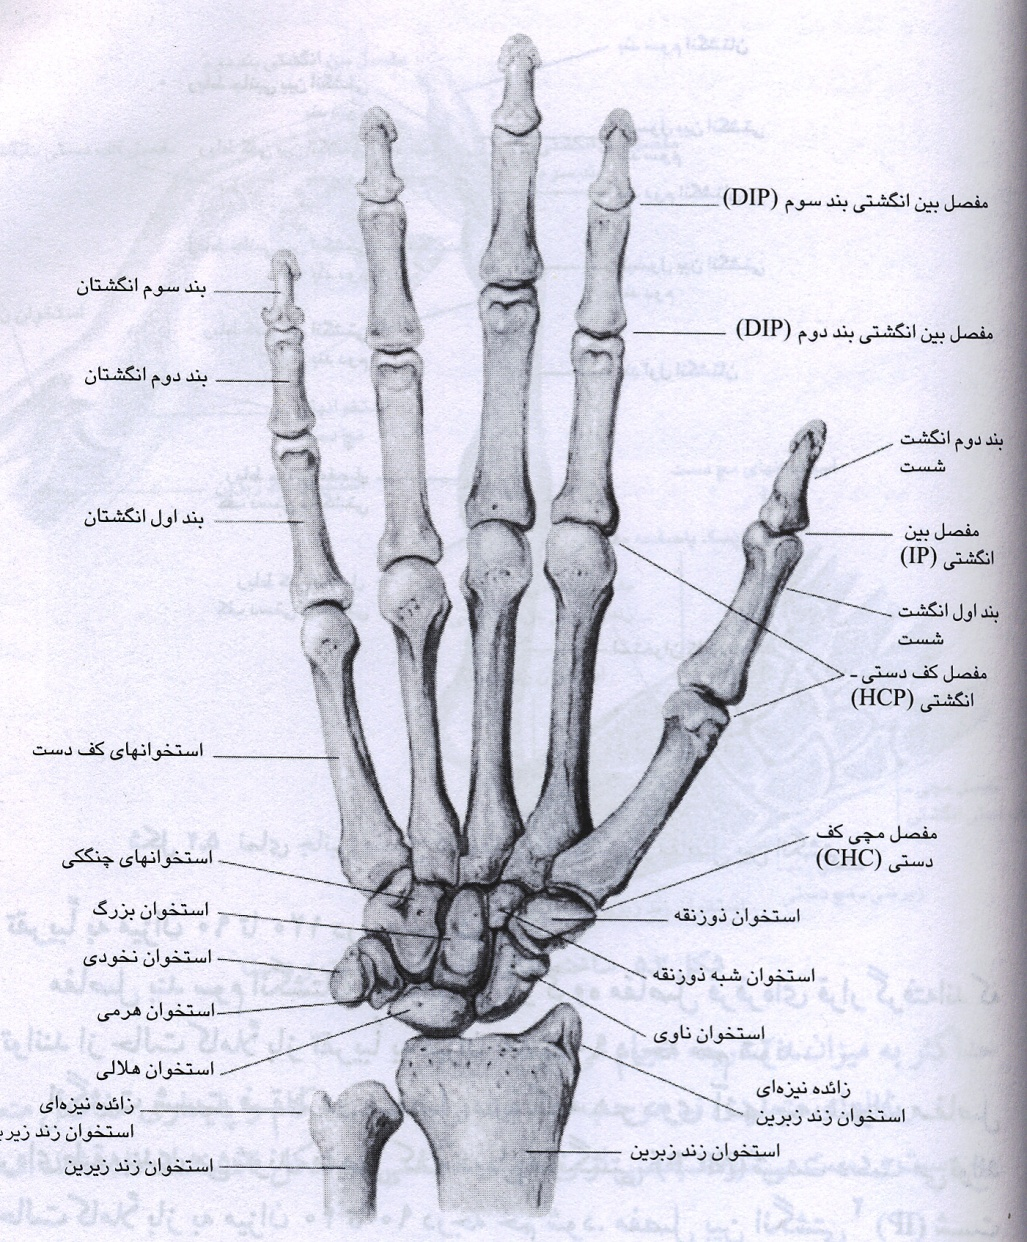 مفصل بین انگشتی بند سوم (DIP)
مفصل بین انگشتی بند دوم (DIP)
بند دوم انگشت
شست
مفصل بین
انگشتی (IP)
بند اول انگشت
شست
مفصل کف دستی -
انگشتی (HCP)
مفصل مچی کف
دستی (CHC)
استخوان ذوزنقه
استخوان شبه ذوزنقه
استخوان ناوی
زائده نیزه‌ای
استخوان زند زبرین
استخوان زند زبرین
بند سوم انگشتان
بند دوم انگشتان
بند اول انگشتان
استخوانهای کف دست
استخوانهای چنگکی
استخوان بزرگ
استخوان نخودی
استخوان هرمی
استخوان هلالی
زائده نیزه‌ای
استخوان زند
استخوان زند زیرین